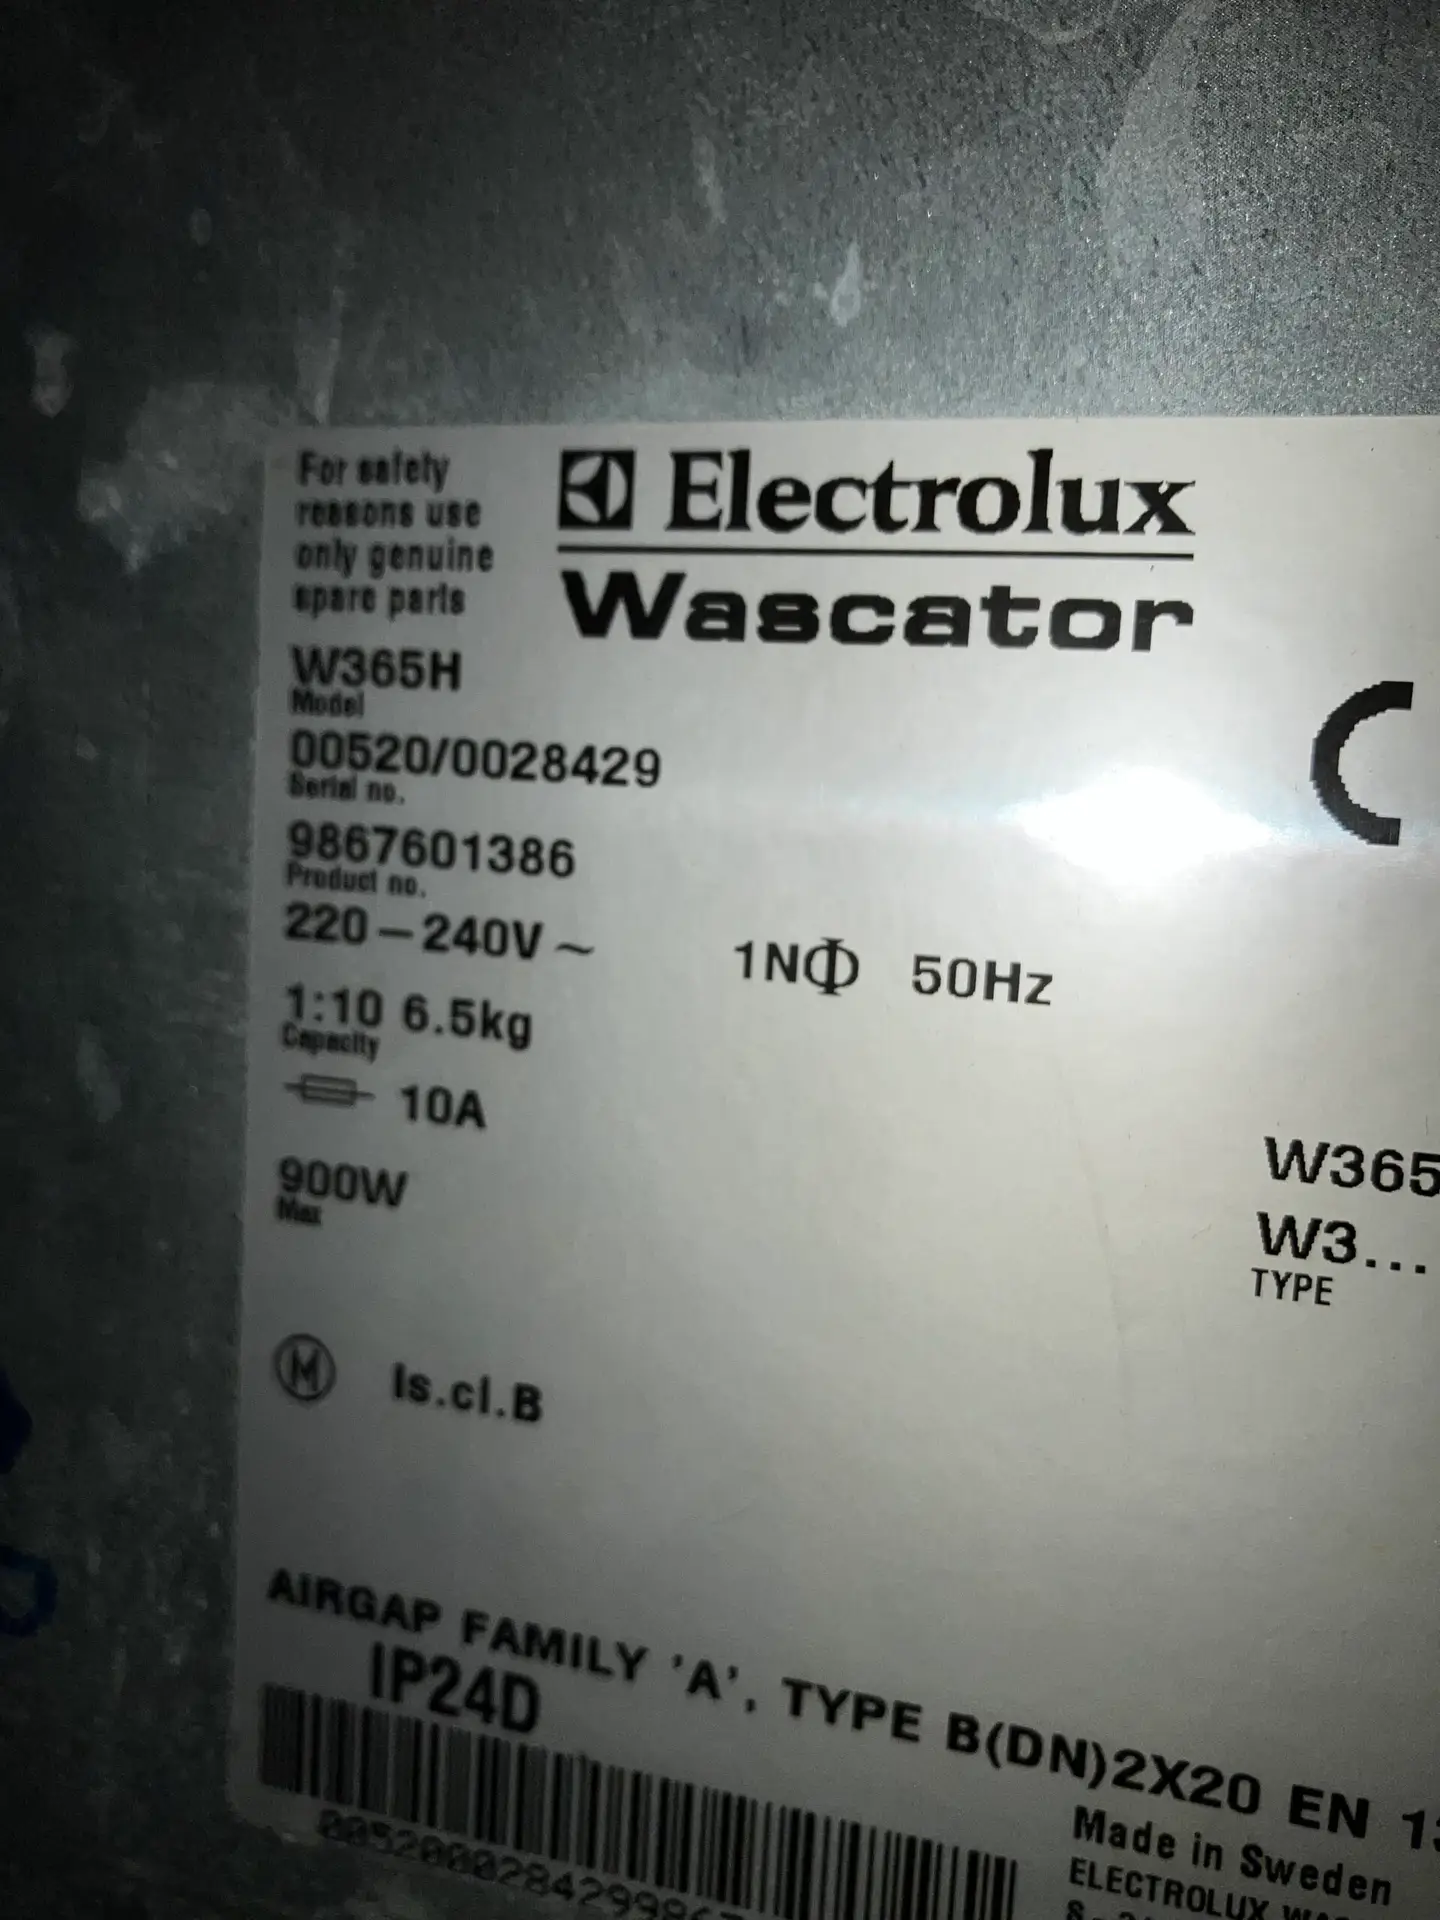 For safety
reasons use
only genuine
spare parts
Electrolux
Wascator
W365H
Model
00520/0028429
Serial no.
9867601386
Product no.
220-240V~ 1NΦ 50Hz
1:10 6.5kg
Capacity
10A
900W
Max
W365
W3...
TYPE
M Is.cl.B
AIRGAP FAMILY 'A', TYPE B(DN)2X20 EN 13
IP24D
Made in Sweden
ELECTROLUX